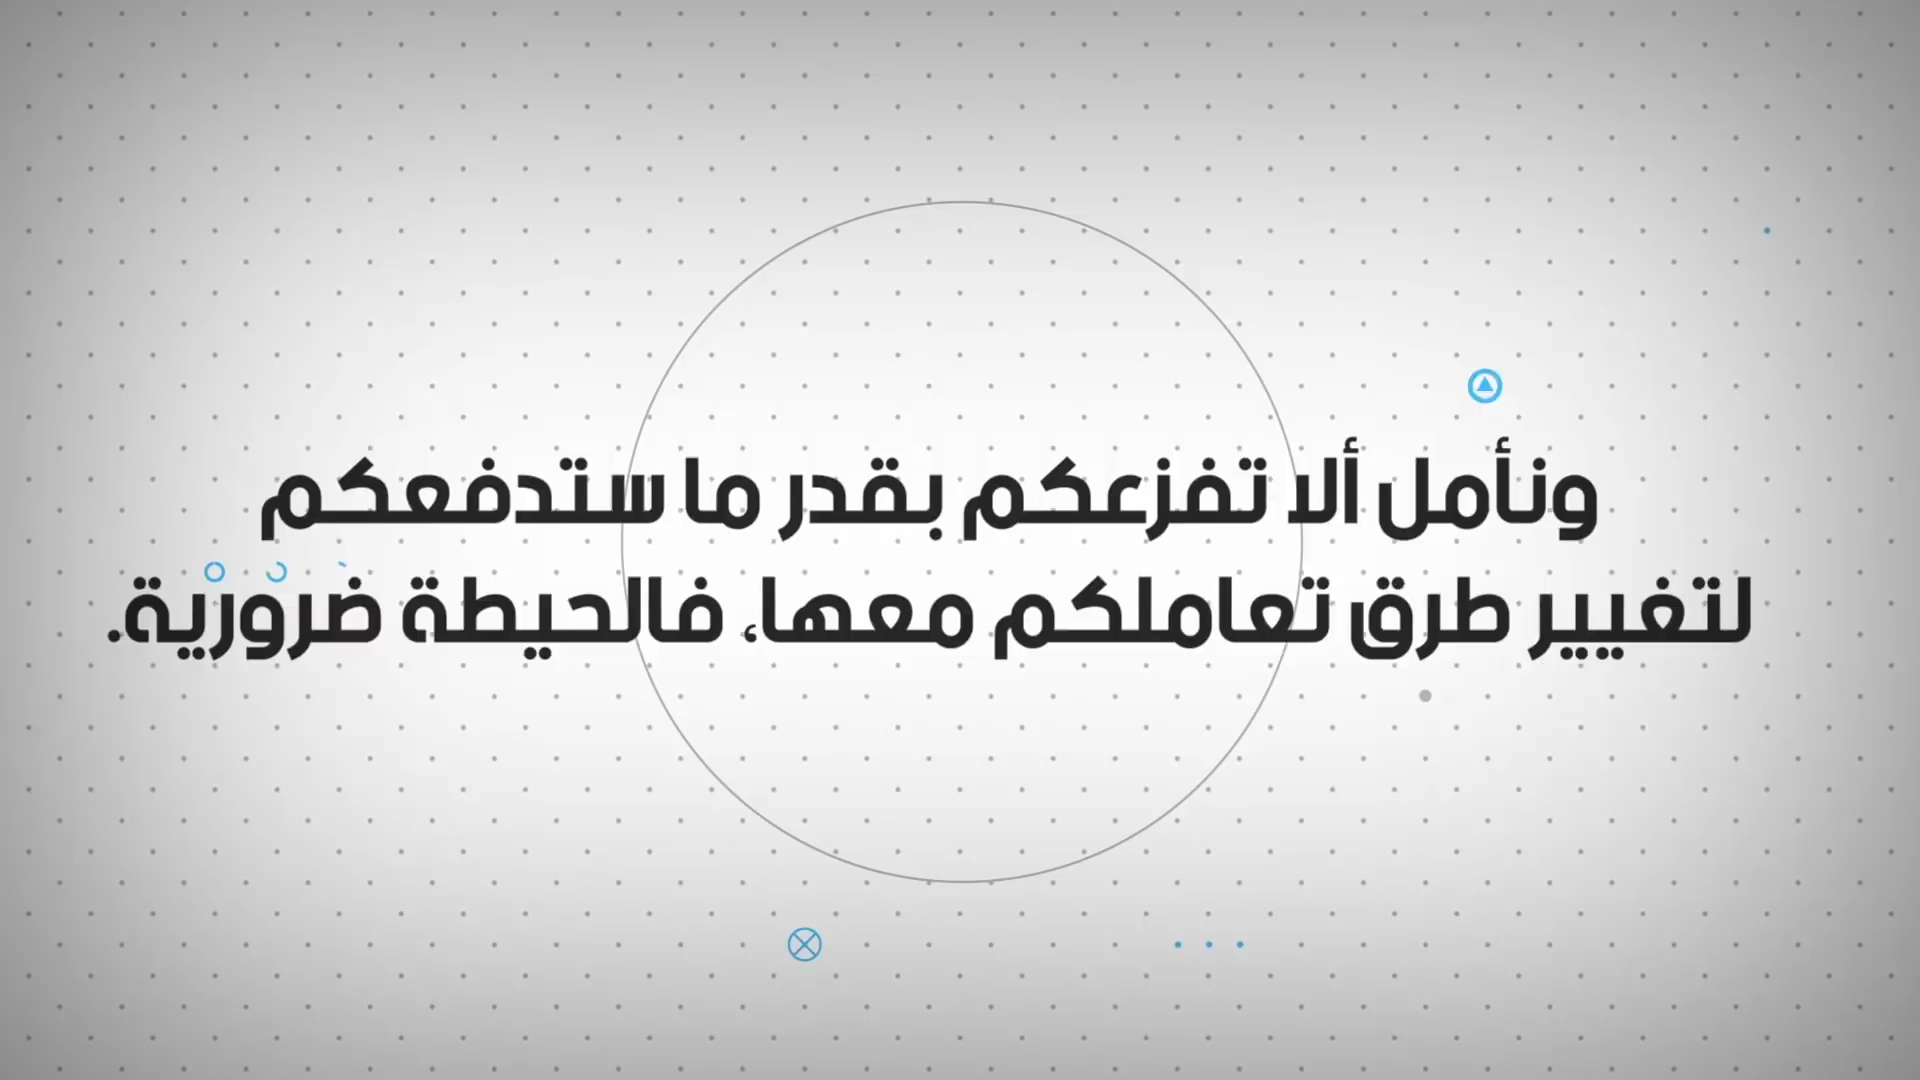 ونأمل ألا تفزعكم بقدر ما ستدفعكم
لتغيير طرق تعاملكم معها، فالحيطة ضرورية.